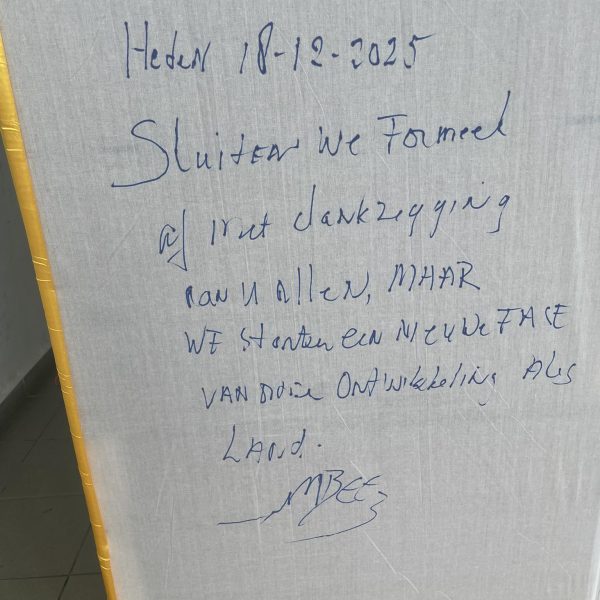 Heden 18-12-2025
Sluiten we Formeel
af met dankzegging
aan u allen, MAAR
WE starten een nieuwe FASE
VAN onze Ontwikkeling Als
LAnd.